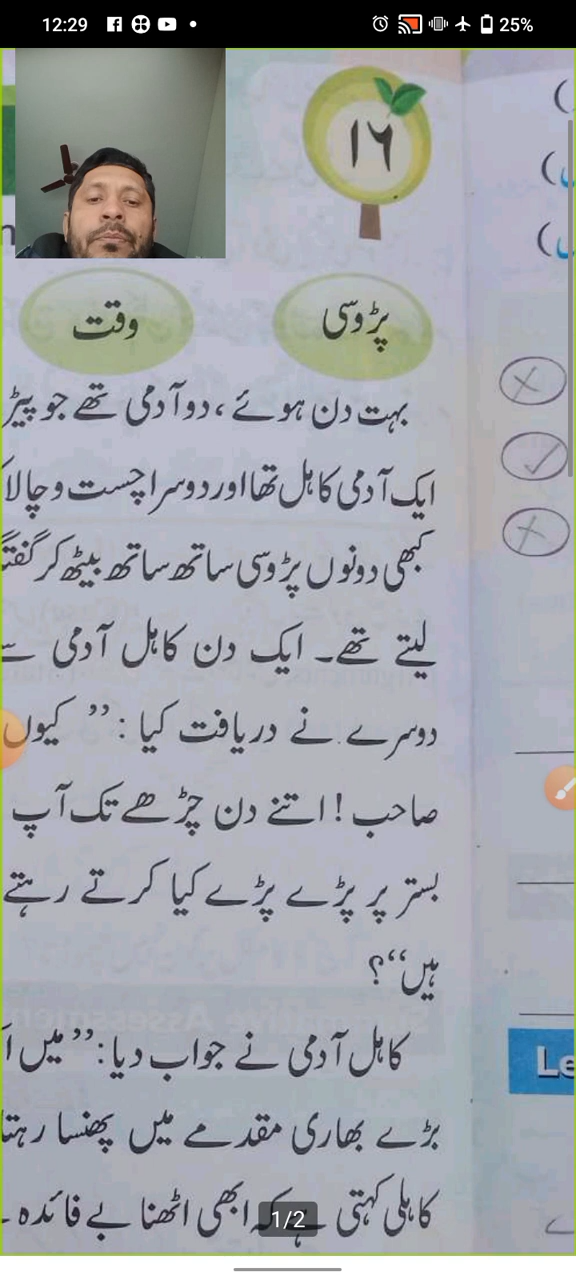 12:29
25%
۱۶
پڑوسی
وقت
بہت دن ہوئے، دو آدمی تھے جو پیڑ
ایک آدمی کاہل تھا اور دوسرا چست و چالا
کبھی دونوں پڑوسی ساتھ ساتھ بیٹھ کر
لیتے تھے۔ ایک دن کاہل آدمی
دوسرے نے دریافت کیا: ” کیوں
صاحب! اتنے دن چڑھے تک آپ
بستر پر پڑے پڑے کیا کرتے رہتے
ہیں“؟
کاہل آدمی نے جواب دیا: ” میں
بڑے بھاری مقدمے میں پھنسا رہتا
کاہلی کہتی ہے کہ ابھی اٹھنا بے فائدہ
1/2
Le